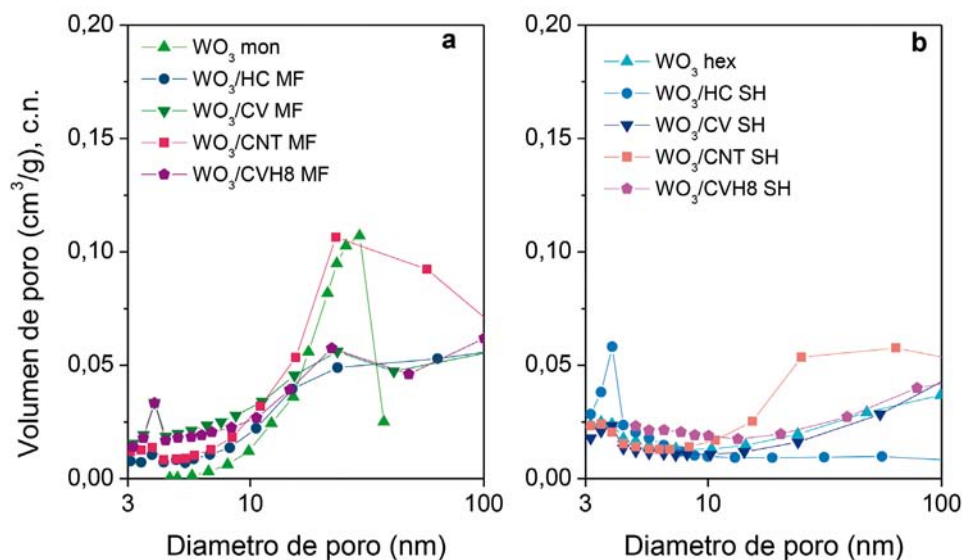 Volumen de poro (cm³/g), c.n.
0,20
0,15
0,10
0,05
0,00
a
WO₃ mon
WO₃/HC MF
WO₃/CV MF
WO₃/CNT MF
WO₃/CVH8 MF
3
10
100
Diametro de poro (nm)
0,20
0,15
0,10
0,05
0,00
b
WO₃ hex
WO₃/HC SH
WO₃/CV SH
WO₃/CNT SH
WO₃/CVH8 SH
3
10
100
Diametro de poro (nm)